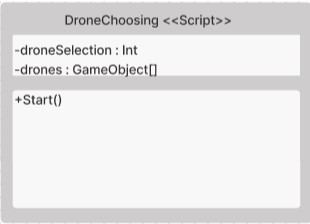 DroneChoosing <<Script>>
-droneSelection : Int
-drones : GameObject[]
+Start()